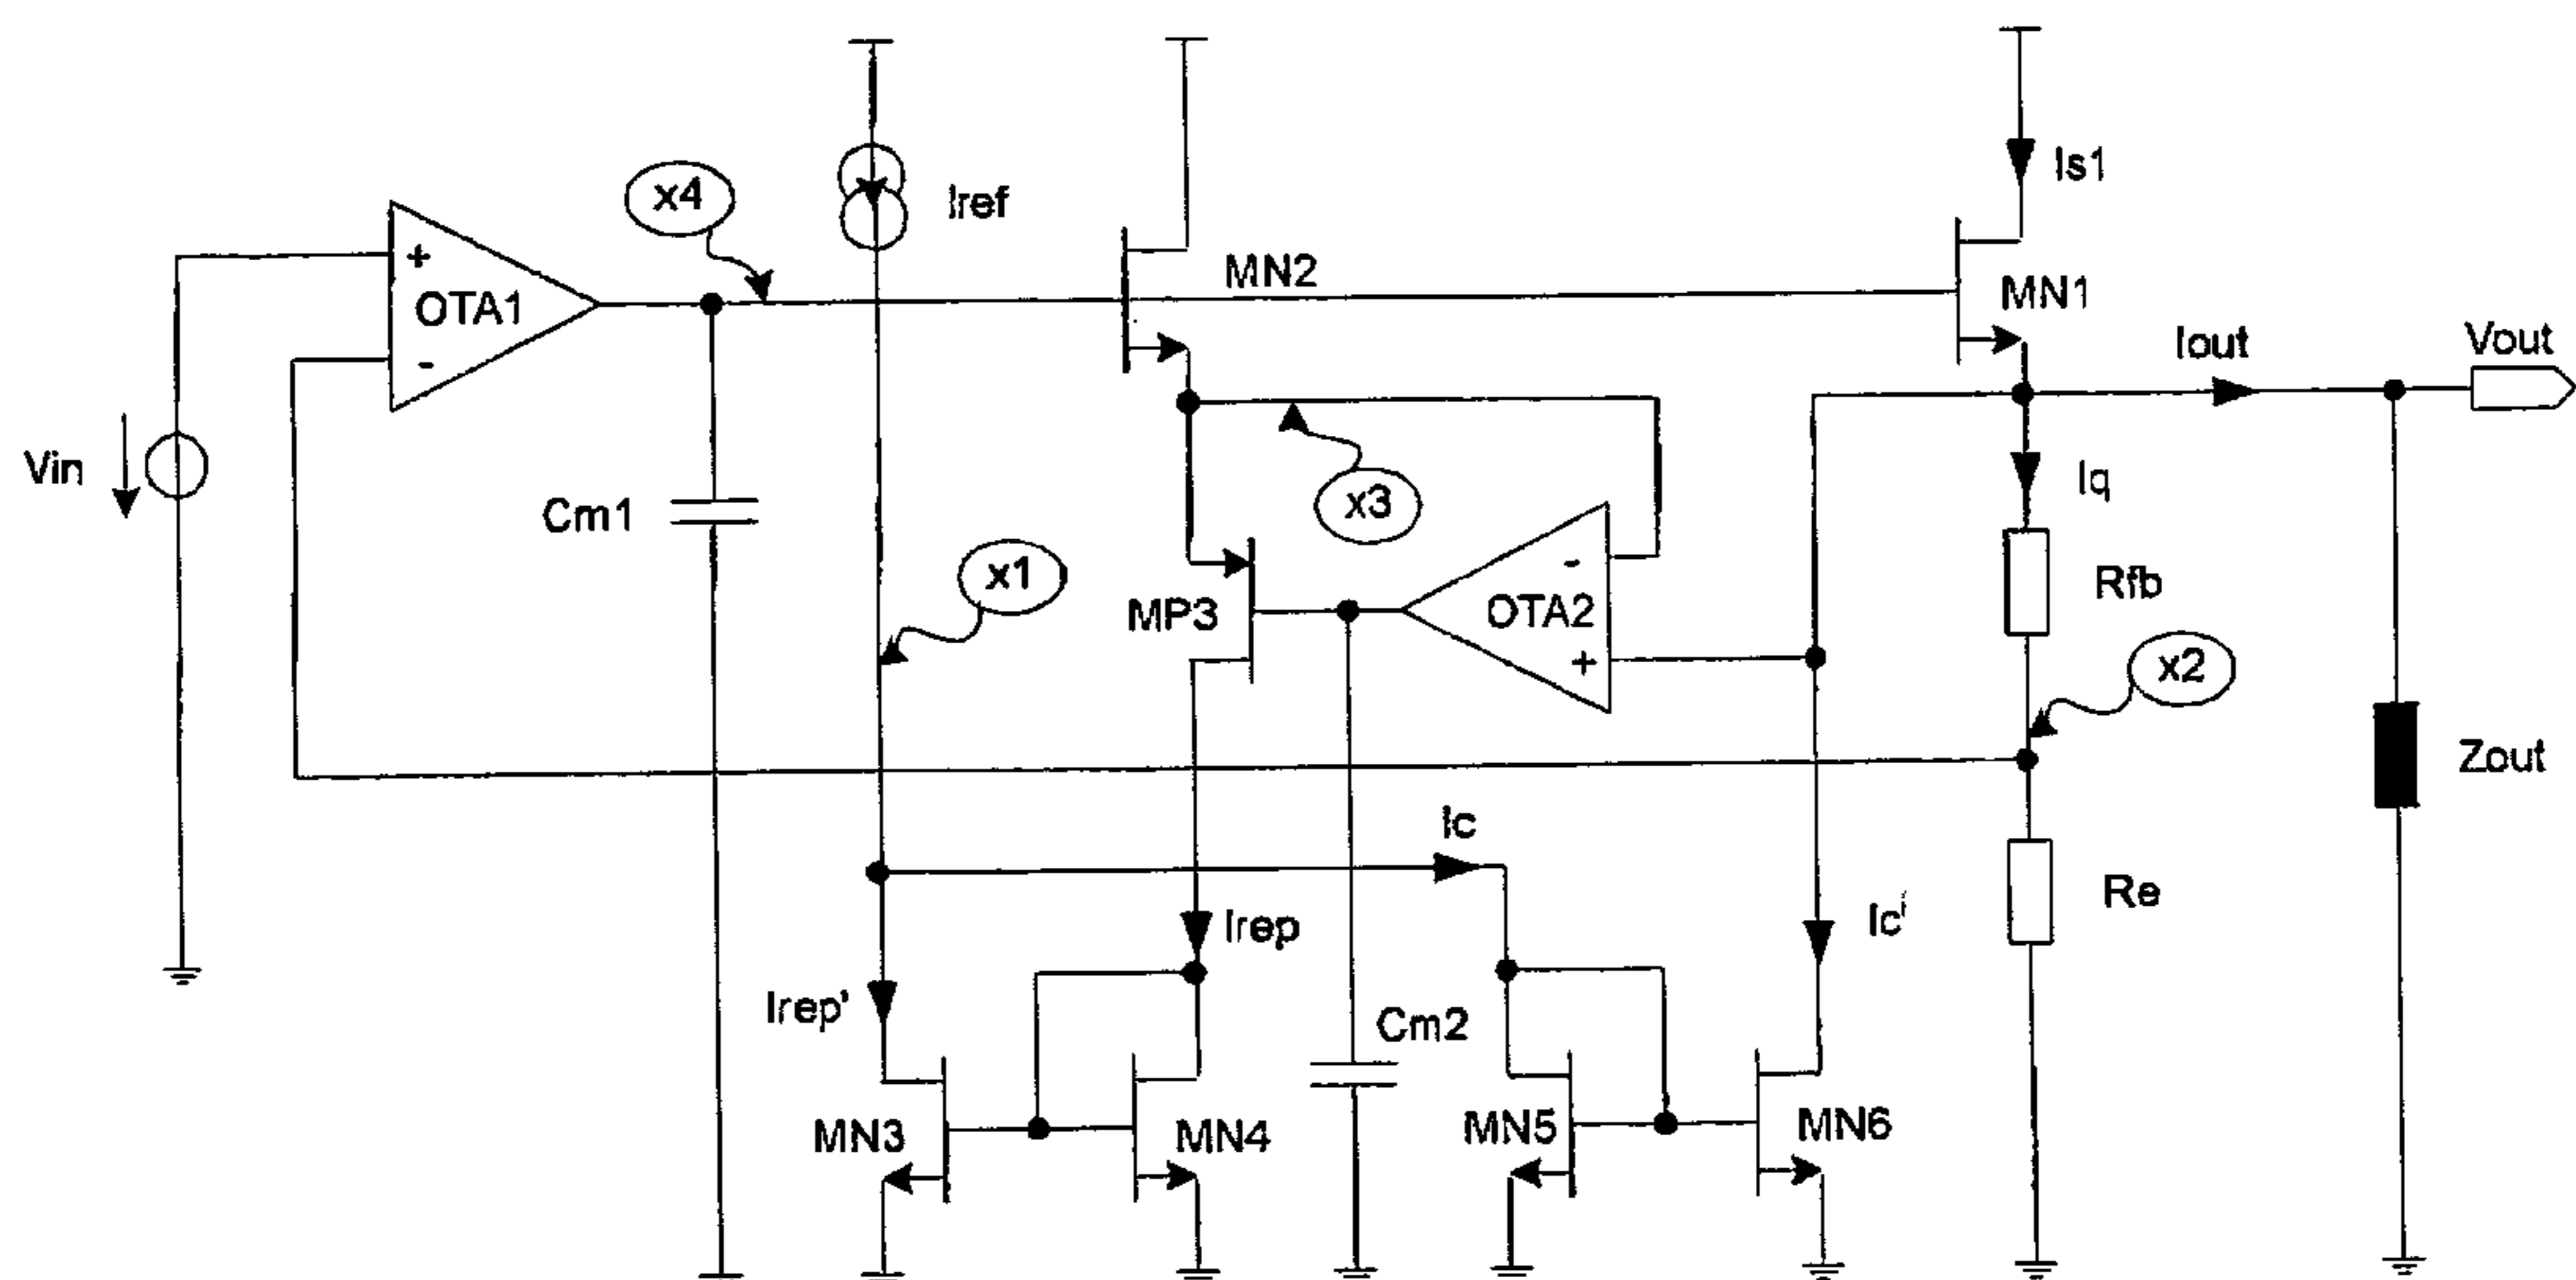 Is1
x4
Iref
+
OTA1
-
MN2
MN1
Iout
Vout
Vin
Cm1
x3
Iq
x1
-
OTA2
+
MP3
Rfb
x2
Zout
Ic
Irep
Ic'
Re
Irep'
Cm2
MN3
MN4
MN5
MN6